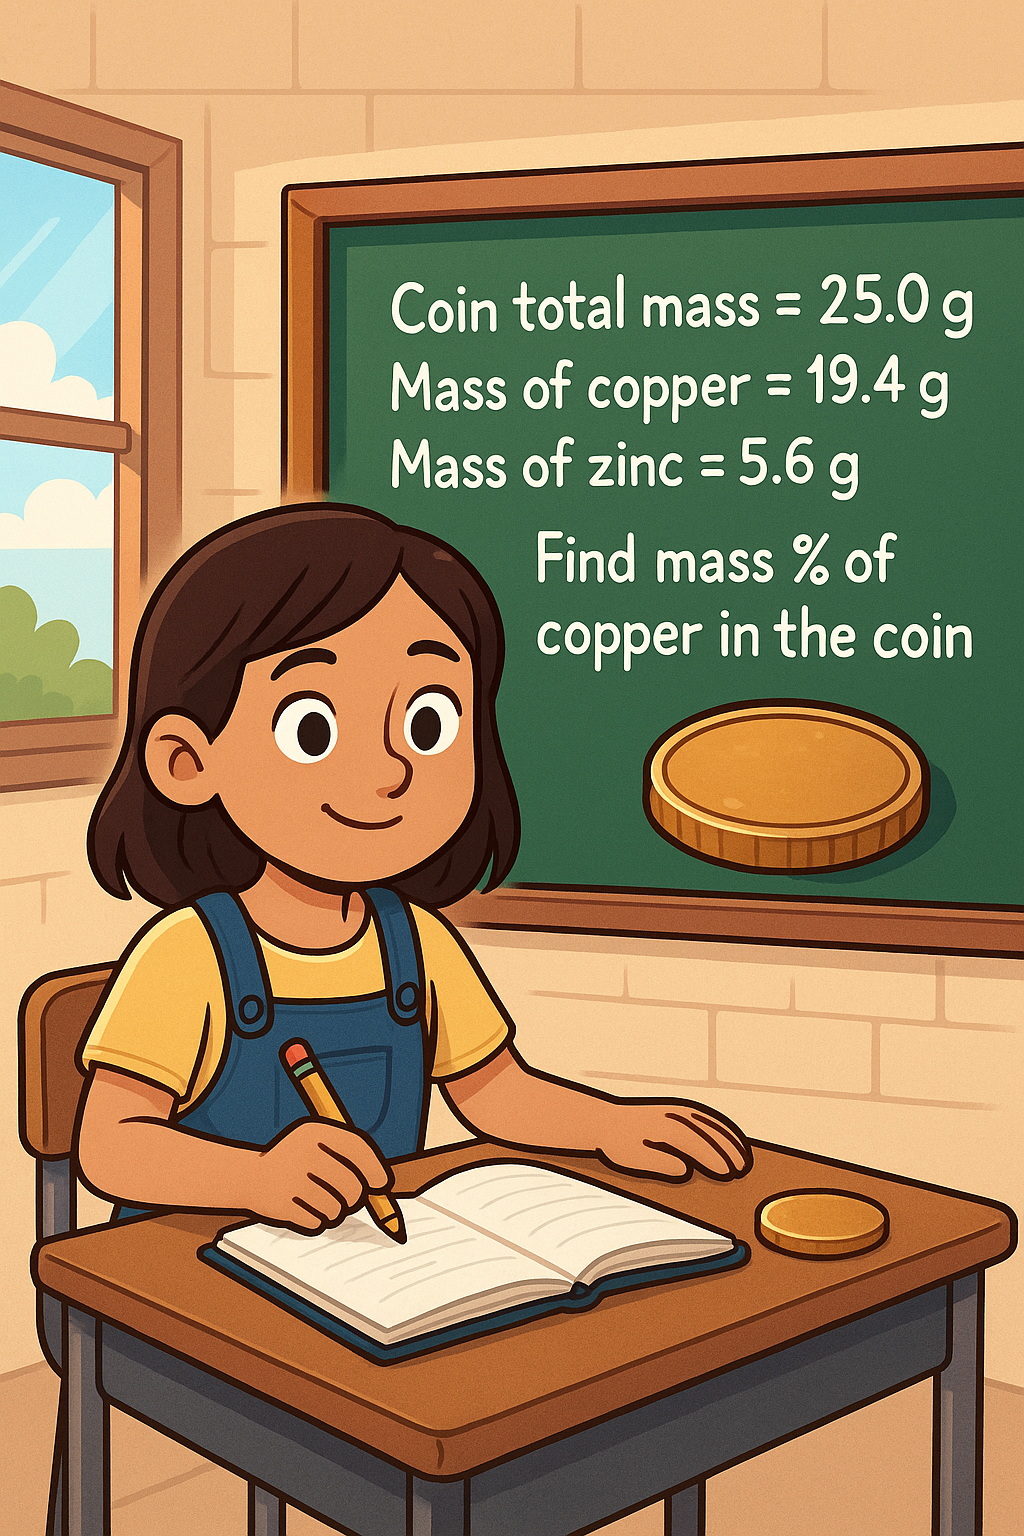 Coin total mass = 25.0 g
Mass of copper = 19.4 g
Mass of zinc = 5.6 g
Find mass % of
copper in the coin